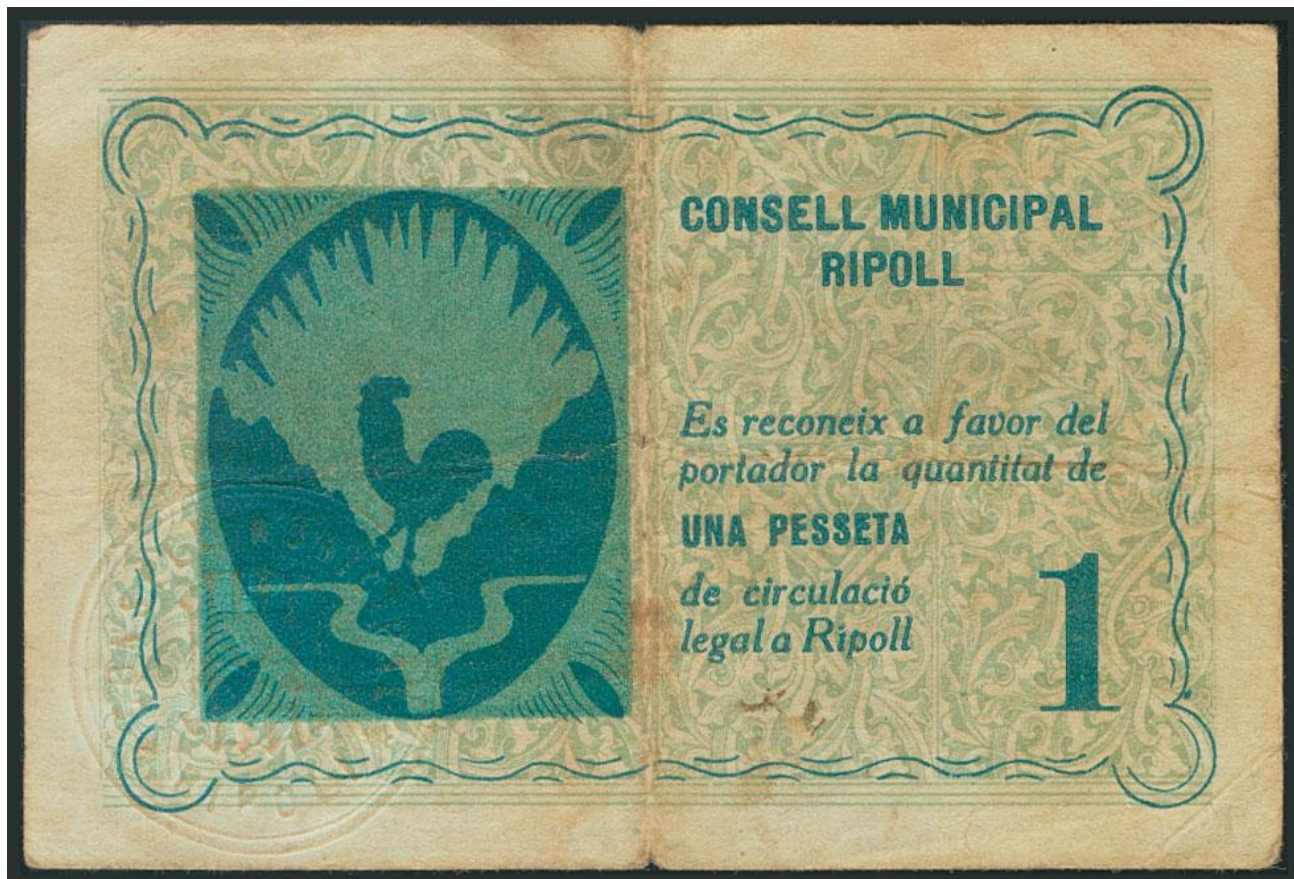 CONSELL MUNICIPAL
RIPOLL
Es reconeix a favor del
portador la quantitat de
UNA PESSETA
de circulació
legal a Ripoll
1